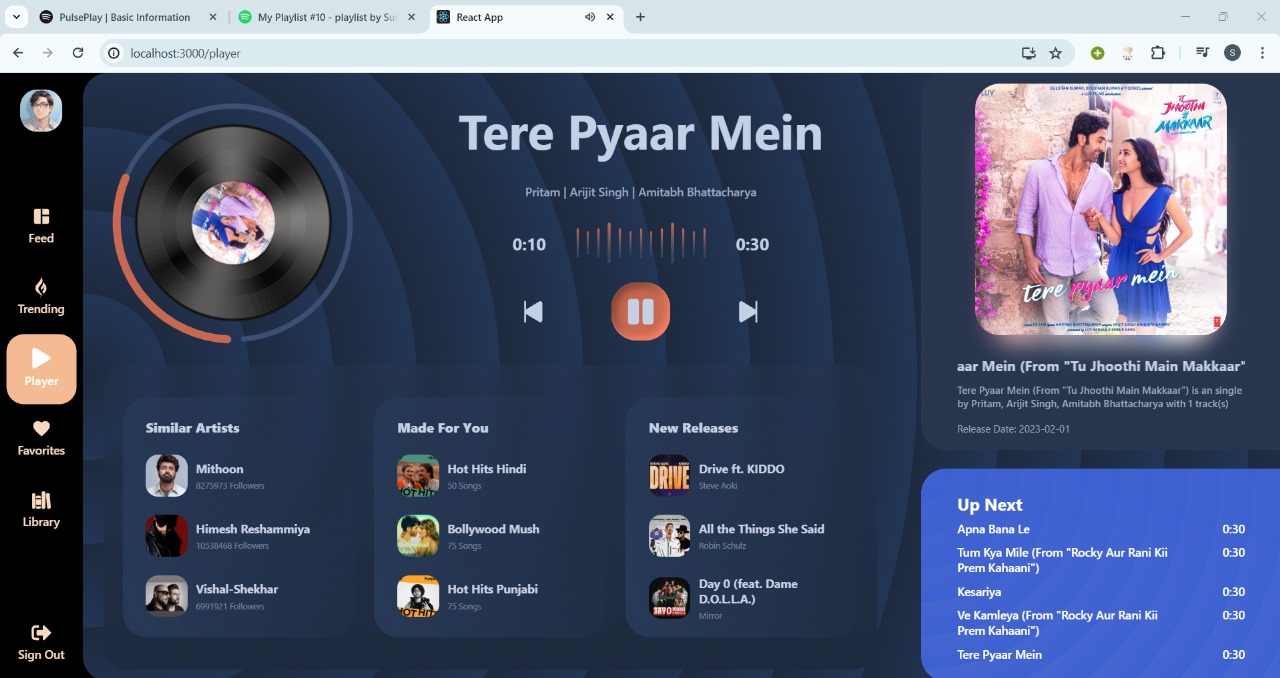 PulsePlay | Basic Information
My Playlist #10 - playlist by Su
React App
localhost:3000/player
S
Feed
Trending
Player
Favorites
Library
Sign Out
Tere Pyaar Mein
Pritam | Arijit Singh | Amitabh Bhattacharya
0:10
0:30
Similar Artists
Mithoon
8275973 Followers
Himesh Reshammiya
10538468 Followers
Vishal-Shekhar
6991921 Followers
Made For You
Hot Hits Hindi
50 Songs
Bollywood Mush
75 Songs
Hot Hits Punjabi
75 Songs
New Releases
DRIVE
Drive ft. KIDDO
Steve Aoki
All the Things She Said
Robin Schulz
DAY 0
Day 0 (feat. Dame
D.O.L.L.A.)
Mirror
LUV
तू
JHOOTHI
मैं
MAKKAAR
tere pyaar mein
aar Mein (From "Tu Jhoothi Main Makkaar"
Tere Pyaar Mein (From "Tu Jhoothi Main Makkaar") is an single
by Pritam, Arijit Singh, Amitabh Bhattacharya with 1 track(s)
Release Date: 2023-02-01
Up Next
Apna Bana Le 0:30
Tum Kya Mile (From "Rocky Aur Rani Kii 0:30
Prem Kahaani")
Kesariya 0:30
Ve Kamleya (From "Rocky Aur Rani Kii 0:30
Prem Kahaani")
Tere Pyaar Mein 0:30